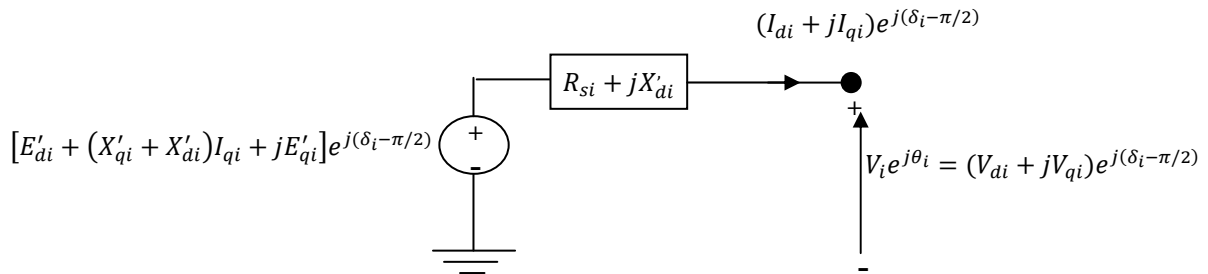 (I_{di} + jI_{qi})e^{j(δ_i−π/2)}
R_{si} + jX'_{di}
[E'_{di} + (X'_{qi} + X'_{di})I_{qi} + jE'_{qi}]e^{j(δ_i−π/2)}
+
-
+
V_i e^{jθ_i} = (V_{di} + jV_{qi})e^{j(δ_i−π/2)}
-